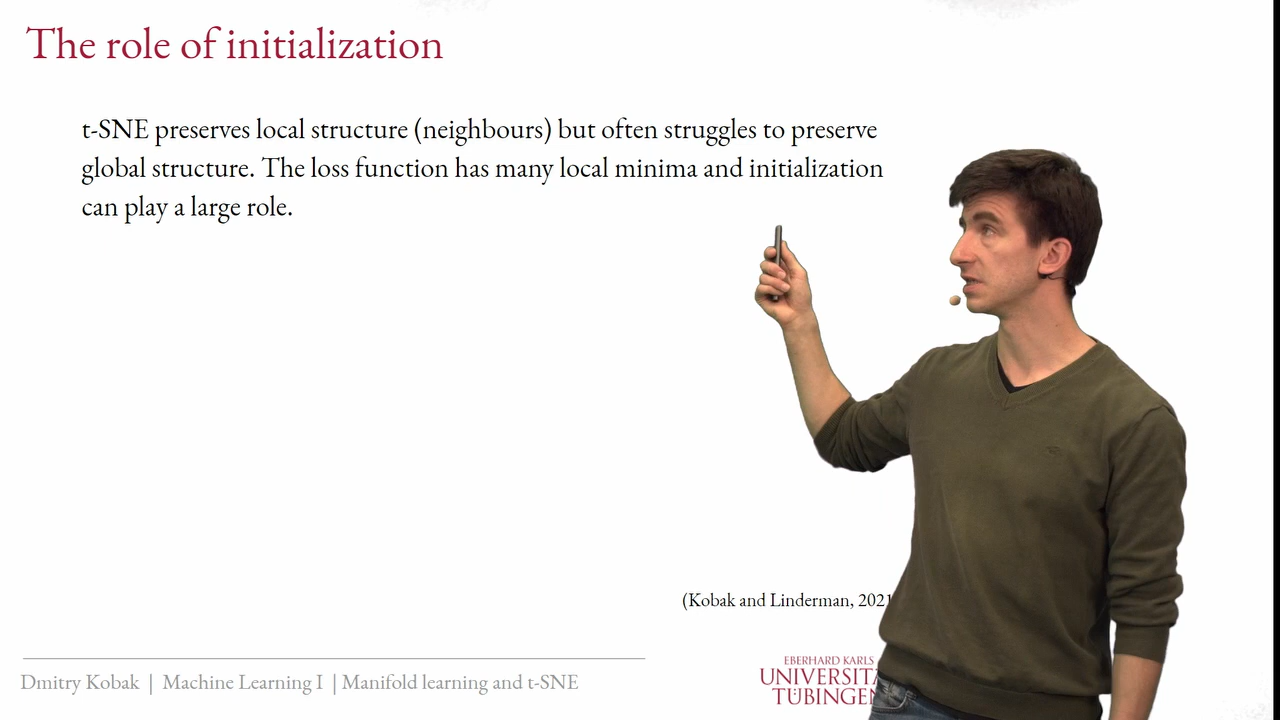 The role of initialization
t-SNE preserves local structure (neighbours) but often struggles to preserve
global structure. The loss function has many local minima and initialization
can play a large role.
(Kobak and Linderman, 2021
Dmitry Kobak | Machine Learning I | Manifold learning and t-SNE
EBERHARD KARLS
TÜBINGEN